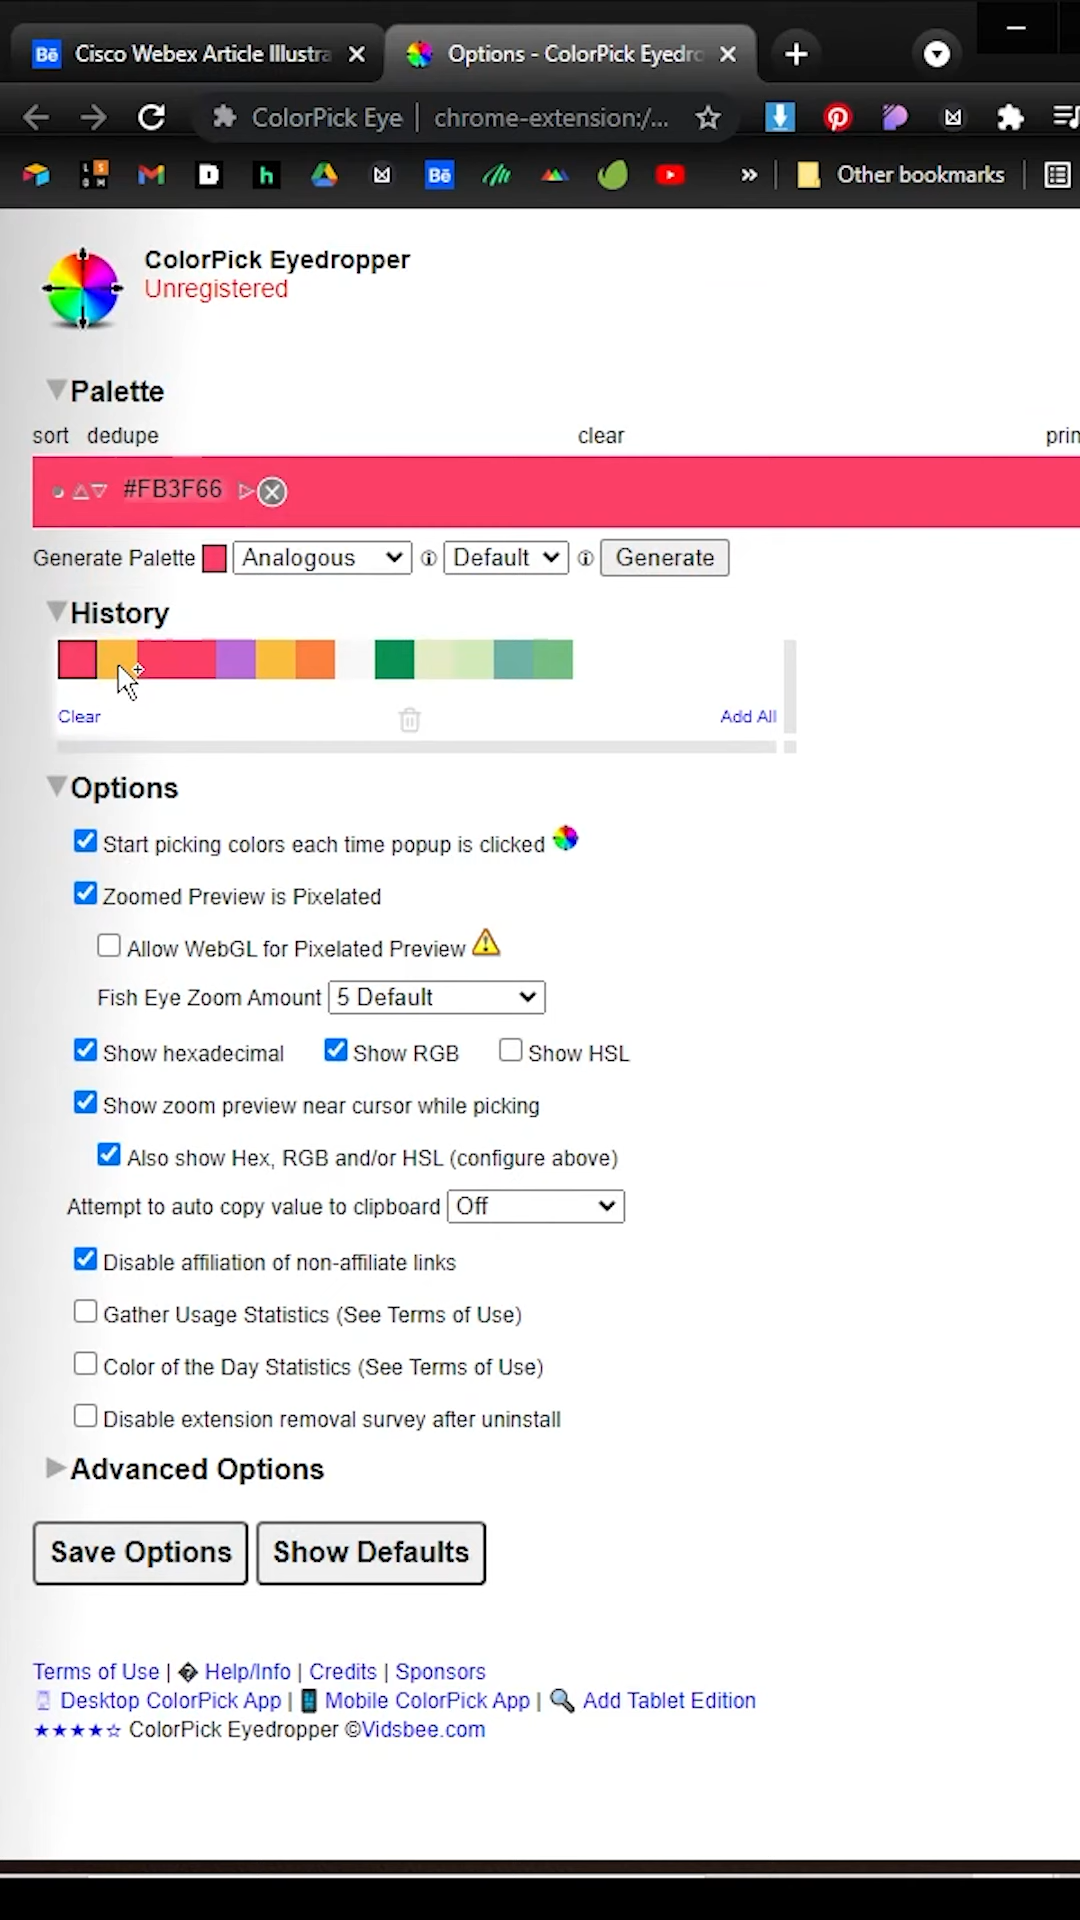 Bē Cisco Webex Article Illustra
Options - ColorPick Eyedro
ColorPick Eye | chrome-extension:/...
D h Bē » Other bookmarks
ColorPick Eyedropper
Unregistered
Palette
sort dedupe clear prin
#FB3F66
Generate Palette Analogous Default Generate
History
Clear Add All
Options
Start picking colors each time popup is clicked
Zoomed Preview is Pixelated
Allow WebGL for Pixelated Preview
Fish Eye Zoom Amount 5 Default
Show hexadecimal Show RGB Show HSL
Show zoom preview near cursor while picking
Also show Hex, RGB and/or HSL (configure above)
Attempt to auto copy value to clipboard Off
Disable affiliation of non-affiliate links
Gather Usage Statistics (See Terms of Use)
Color of the Day Statistics (See Terms of Use)
Disable extension removal survey after uninstall
Advanced Options
Save Options Show Defaults
Terms of Use | Help/Info | Credits | Sponsors
Desktop ColorPick App | Mobile ColorPick App | Add Tablet Edition
★★★★☆ ColorPick Eyedropper ©Vidsbee.com